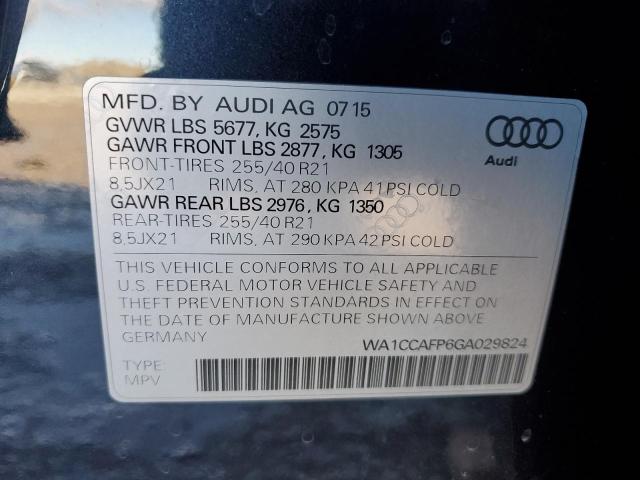 MFD. BY AUDI AG 07 15
GVWR LBS 5677, KG 2575
GAWR FRONT LBS 2877, KG 1305
FRONT-TIRES 255/40 R21
8,5JX21 RIMS, AT 280 KPA 41 PSI COLD
GAWR REAR LBS 2976, KG 1350
REAR-TIRES 255/40 R21
8,5JX21 RIMS, AT 290 KPA 42 PSI COLD
Audi
THIS VEHICLE CONFORMS TO ALL APPLICABLE
U.S. FEDERAL MOTOR VEHICLE SAFETY AND
THEFT PREVENTION STANDARDS IN EFFECT ON
THE DATE OF MANUFACTURE SHOWN ABOVE.
GERMANY
WA1CCAFP6GA029824
TYPE:
MPV